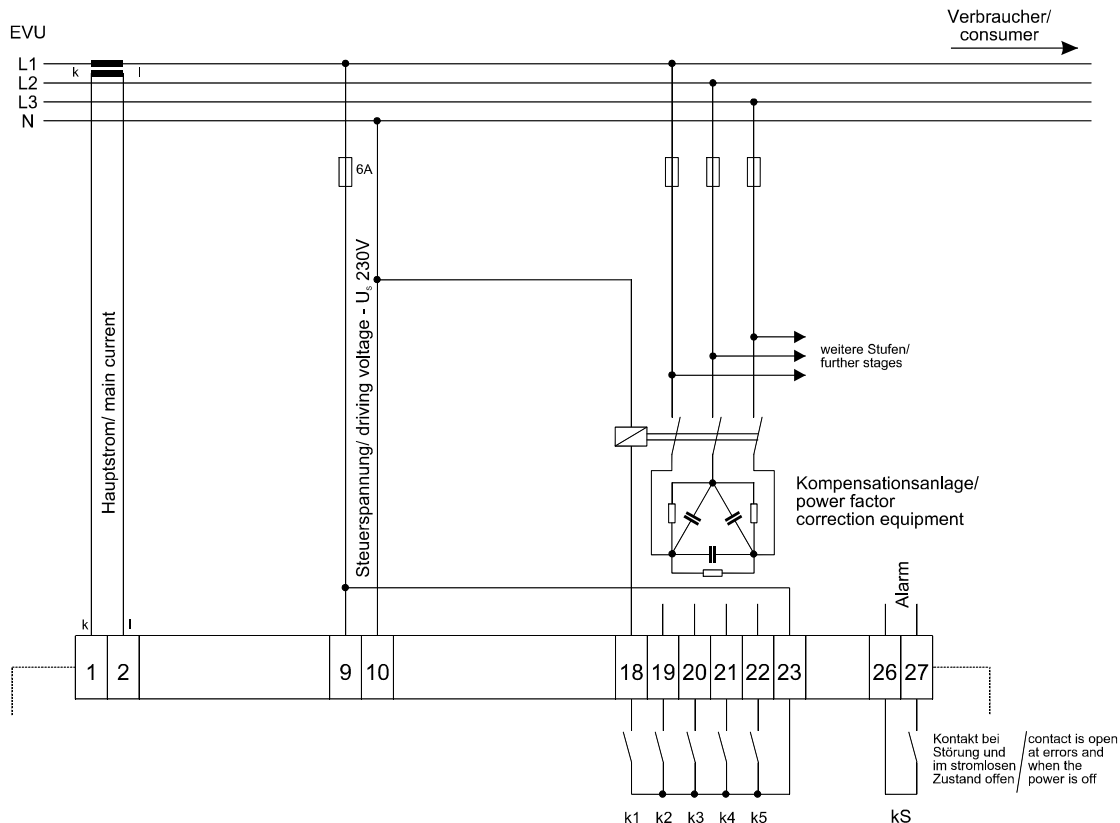 EVU
Verbraucher/
consumer
L1
k
l
L2
L3
N
6A
Hauptstrom/ main current
Steuerspannung/ driving voltage - Us 230V
weitere Stufen/
further stages
Kompensationsanlage/
power factor
correction equipment
Alarm
k
l
1
2
9
10
18
19
20
21
22
23
26
27
Kontakt bei
Störung und
im stromlosen
Zustand offen
/
contact is open
at errors and
when the
power is off
k1
k2
k3
k4
k5
kS